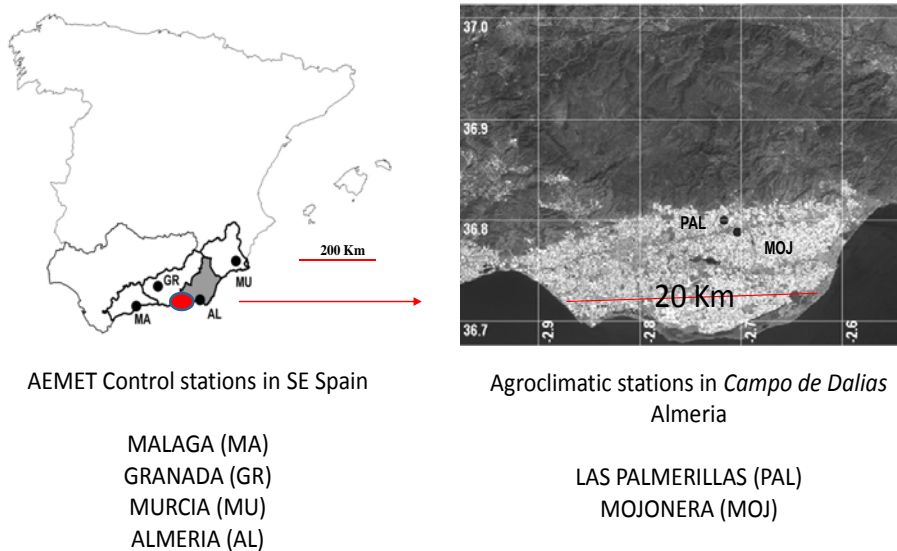 200 Km
GR
MU
MA
AL
AEMET Control stations in SE Spain
MALAGA (MA)
GRANADA (GR)
MURCIA (MU)
ALMERIA (AL)
37.0
36.9
36.8
36.7
PAL
MOJ
20 Km
-2.9
-2.8
-2.7
-2.6
Agroclimatic stations in Campo de Dalias
Almeria
LAS PALMERILLAS (PAL)
MOJONERA (MOJ)